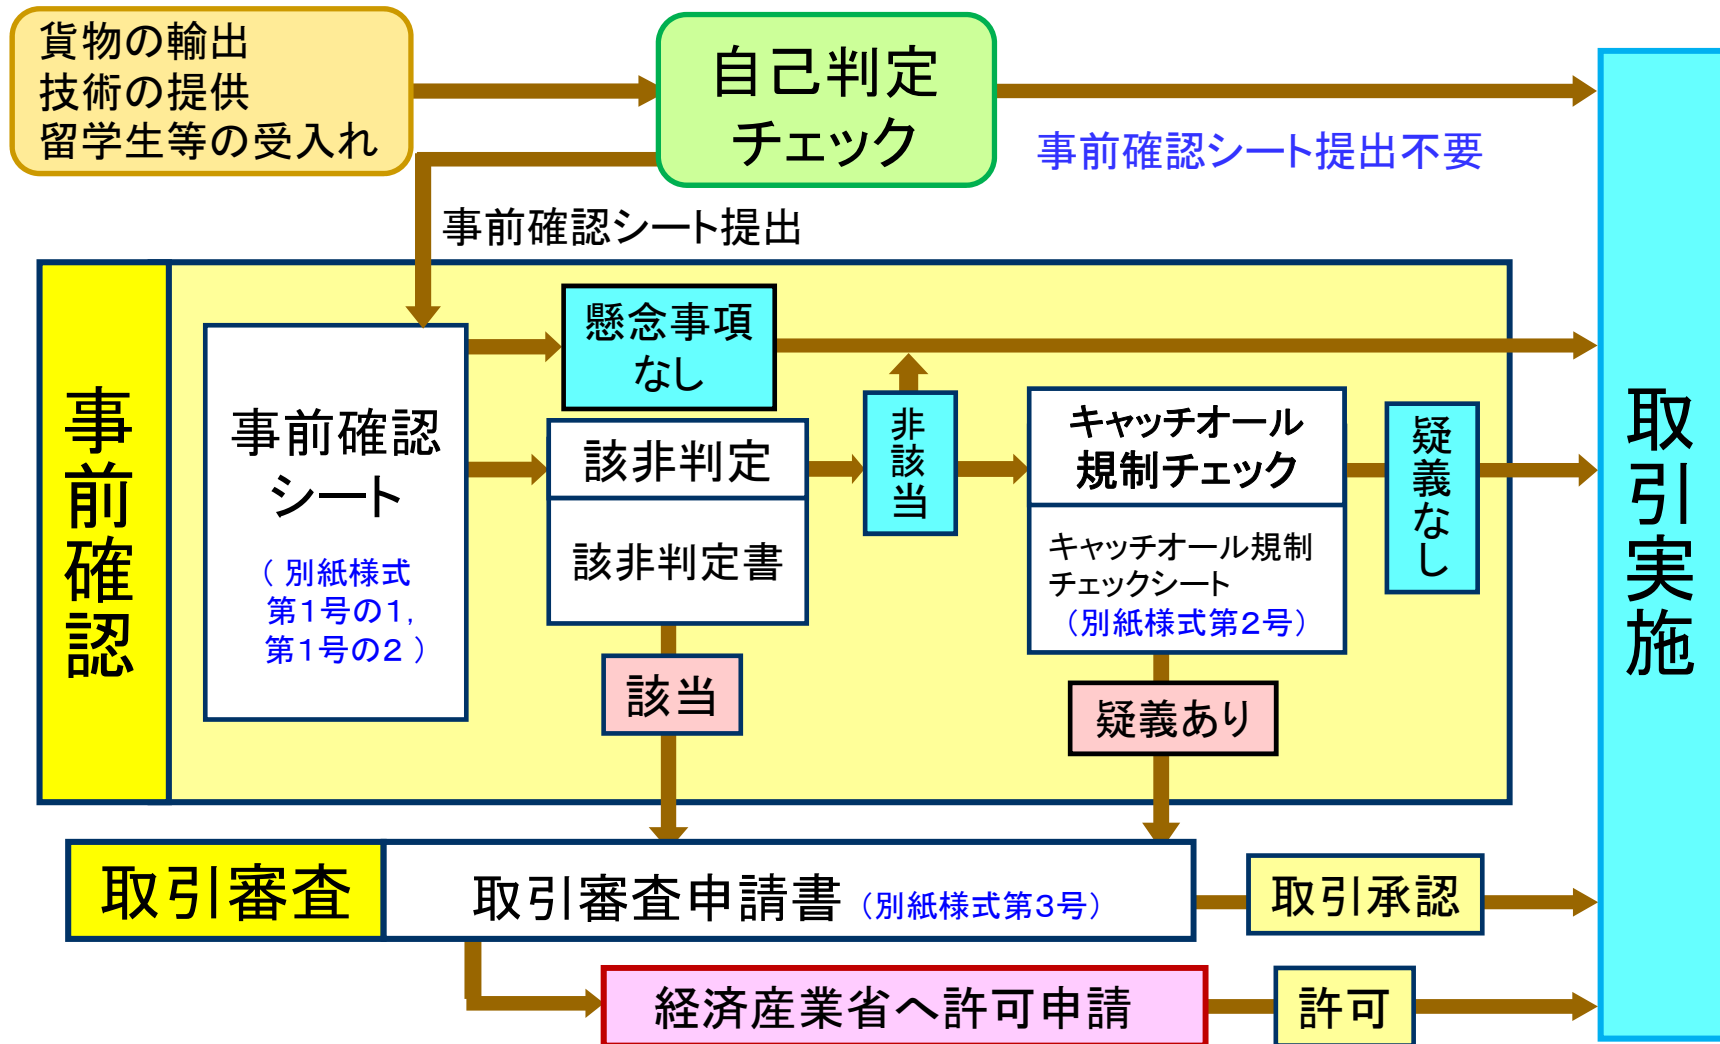 貨物の輸出
技術の提供
留学生等の受入れ
自己判定
チェック
事前確認シート提出不要
事前確認シート提出
事前確認
事前確認
シート
（ 別紙様式
第１号の１，
第１号の２ ）
懸念事項
なし
該非判定
該非判定書
非該当
キャッチオール
規制チェック
キャッチオール規制
チェックシート
（別紙様式第２号）
疑義なし
該当
疑義あり
取引審査
取引審査申請書（別紙様式第３号）
取引承認
経済産業省へ許可申請
許可
取引実施